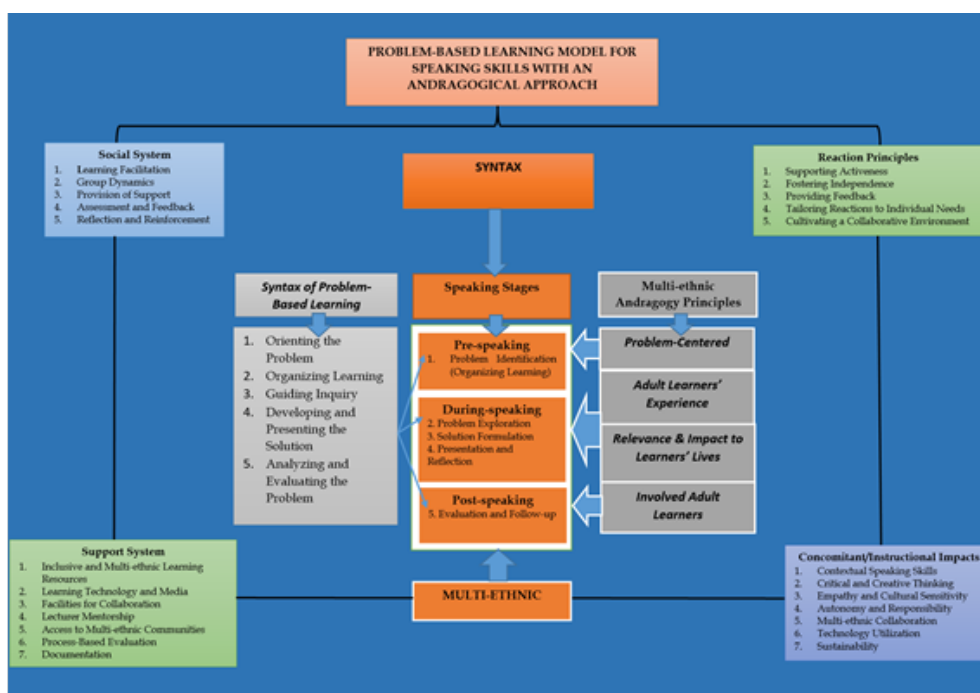 PROBLEM-BASED LEARNING MODEL FOR
SPEAKING SKILLS WITH AN
ANDRAGOGICAL APPROACH
Social System
1. Learning Facilitation
2. Group Dynamics
3. Provision of Support
4. Assessment and Feedback
5. Reflection and Reinforcement
SYNTAX
Reaction Principles
1. Supporting Activeness
2. Fostering Independence
3. Providing Feedback
4. Tailoring Reactions to Individual Needs
5. Cultivating a Collaborative Environment
Syntax of Problem-
Based Learning
1. Orienting the
Problem
2. Organizing Learning
3. Guiding Inquiry
4. Developing and
Presenting the
Solution
5. Analyzing and
Evaluating the
Problem
Speaking Stages
Pre-speaking
1. Problem Identification
(Organizing Learning)
During-speaking
2. Problem Exploration
3. Solution Formulation
4. Presentation and
Reflection
Post-speaking
5. Evaluation and Follow-up
Multi-ethnic
Andragogy Principles
Problem-Centered
Adult Learners'
Experience
Relevance & Impact to
Learners' Lives
Involved Adult
Learners
Support System
1. Inclusive and Multi-ethnic Learning
Resources
2. Learning Technology and Media
3. Facilities for Collaboration
4. Lecturer Mentorship
5. Access to Multi-ethnic Communities
6. Process-Based Evaluation
7. Documentation
MULTI-ETHNIC
Concomitant/Instructional Impacts
1. Contextual Speaking Skills
2. Critical and Creative Thinking
3. Empathy and Cultural Sensitivity
4. Autonomy and Responsibility
5. Multi-ethnic Collaboration
6. Technology Utilization
7. Sustainability